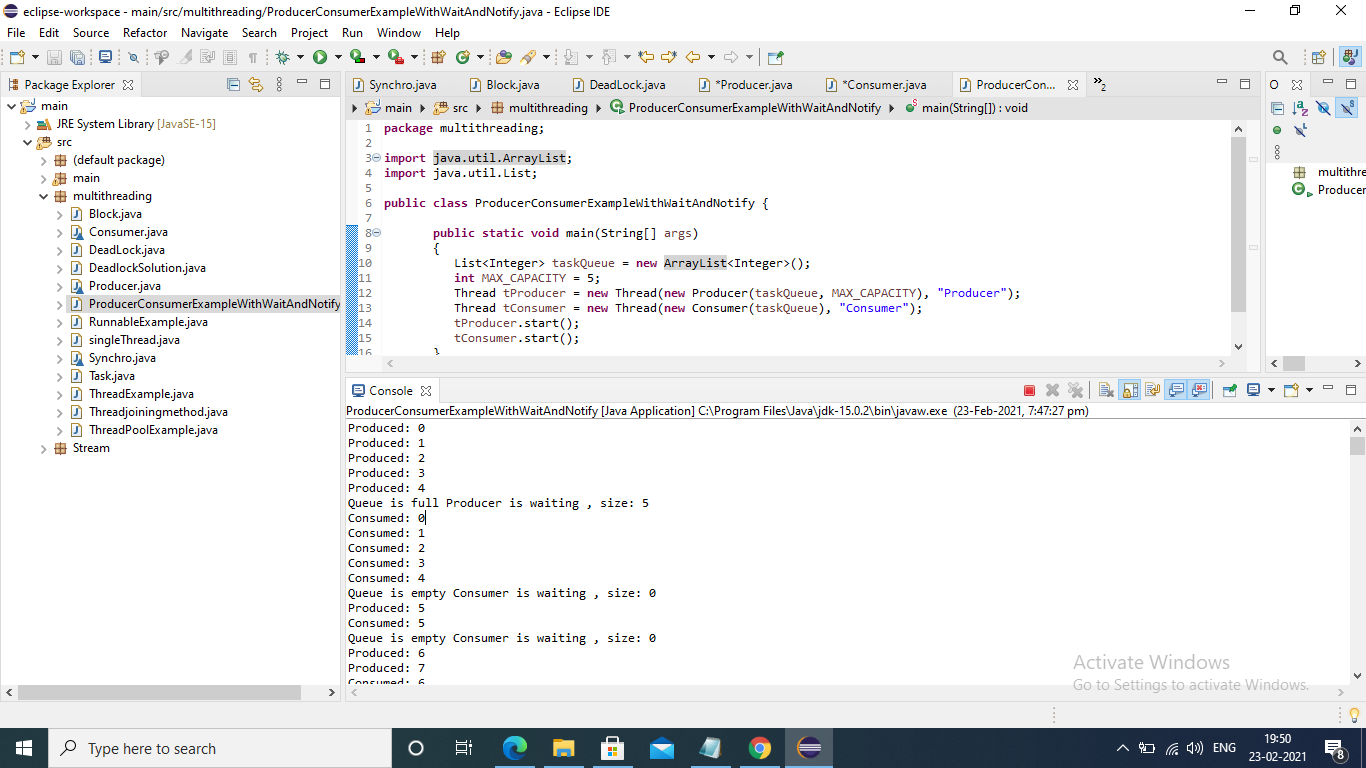 eclipse-workspace - main/src/multithreading/ProducerConsumerExampleWithWaitAndNotify.java - Eclipse IDE
File Edit Source Refactor Navigate Search Project Run Window Help
Package Explorer
main
JRE System Library [JavaSE-15]
src
(default package)
main
multithreading
Block.java
Consumer.java
DeadLock.java
DeadlockSolution.java
Producer.java
ProducerConsumerExampleWithWaitAndNotify
RunnableExample.java
singleThread.java
Synchro.java
Task.java
ThreadExample.java
Threadjoiningmethod.java
ThreadPoolExample.java
Stream
Synchro.java Block.java DeadLock.java *Producer.java *Consumer.java ProducerCon... »2
main src multithreading ProducerConsumerExampleWithWaitAndNotify main(String[]) : void
1 package multithreading;
2
3 import java.util.ArrayList;
4 import java.util.List;
5
6 public class ProducerConsumerExampleWithWaitAndNotify {
7
8 public static void main(String[] args)
9 {
10 List<Integer> taskQueue = new ArrayList<Integer>();
11 int MAX_CAPACITY = 5;
12 Thread tProducer = new Thread(new Producer(taskQueue, MAX_CAPACITY), "Producer");
13 Thread tConsumer = new Thread(new Consumer(taskQueue), "Consumer");
14 tProducer.start();
15 tConsumer.start();
16 }
O
multithre
Producer
Console
ProducerConsumerExampleWithWaitAndNotify [Java Application] C:\Program Files\Java\jdk-15.0.2\bin\javaw.exe (23-Feb-2021, 7:47:27 pm)
Produced: 0
Produced: 1
Produced: 2
Produced: 3
Produced: 4
Queue is full Producer is waiting , size: 5
Consumed: 0
Consumed: 1
Consumed: 2
Consumed: 3
Consumed: 4
Queue is empty Consumer is waiting , size: 0
Produced: 5
Consumed: 5
Queue is empty Consumer is waiting , size: 0
Produced: 6
Produced: 7
Consumed: 6
Activate Windows
Go to Settings to activate Windows.
Type here to search
ENG
19:50
23-02-2021
8